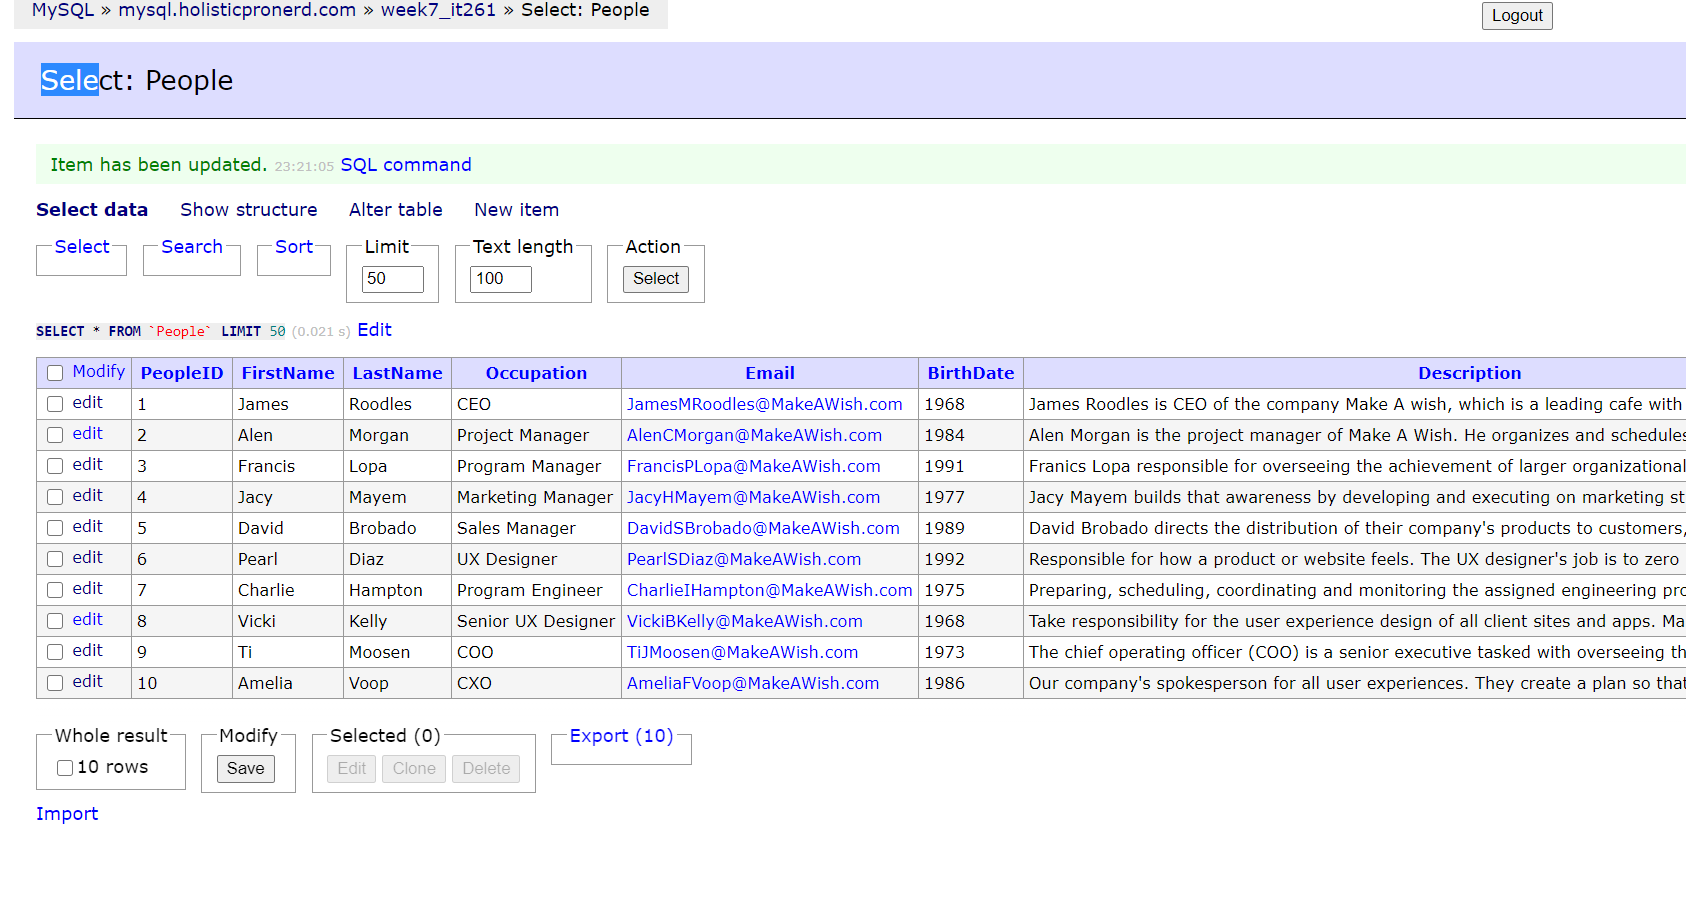 MySQL » mysql.holisticpronerd.com » week7_it261 » Select: People
Logout
Select: People
Item has been updated. 23:21:05 SQL command
Select data Show structure Alter table New item
Select Search Sort Limit Text length Action
50 100 Select
SELECT * FROM `People` LIMIT 50 (0.021 s) Edit
Modify PeopleID FirstName LastName Occupation Email BirthDate Description
edit 1 James Roodles CEO JamesMRoodles@MakeAWish.com 1968 James Roodles is CEO of the company Make A wish, which is a leading cafe with
edit 2 Alen Morgan Project Manager AlenCMorgan@MakeAWish.com 1984 Alen Morgan is the project manager of Make A Wish. He organizes and schedules
edit 3 Francis Lopa Program Manager FrancisPLopa@MakeAWish.com 1991 Franics Lopa responsible for overseeing the achievement of larger organizational
edit 4 Jacy Mayem Marketing Manager JacyHMayem@MakeAWish.com 1977 Jacy Mayem builds that awareness by developing and executing on marketing st
edit 5 David Brobado Sales Manager DavidSBrobado@MakeAWish.com 1989 David Brobado directs the distribution of their company's products to customers,
edit 6 Pearl Diaz UX Designer PearlSDiaz@MakeAWish.com 1992 Responsible for how a product or website feels. The UX designer's job is to zero
edit 7 Charlie Hampton Program Engineer CharlieIHampton@MakeAWish.com 1975 Preparing, scheduling, coordinating and monitoring the assigned engineering pro
edit 8 Vicki Kelly Senior UX Designer VickiBKelly@MakeAWish.com 1968 Take responsibility for the user experience design of all client sites and apps. Ma
edit 9 Ti Moosen COO TiJMoosen@MakeAWish.com 1973 The chief operating officer (COO) is a senior executive tasked with overseeing th
edit 10 Amelia Voop CXO AmeliaFVoop@MakeAWish.com 1986 Our company's spokesperson for all user experiences. They create a plan so that
Whole result Modify Selected (0) Export (10)
10 rows Save Edit Clone Delete
Import